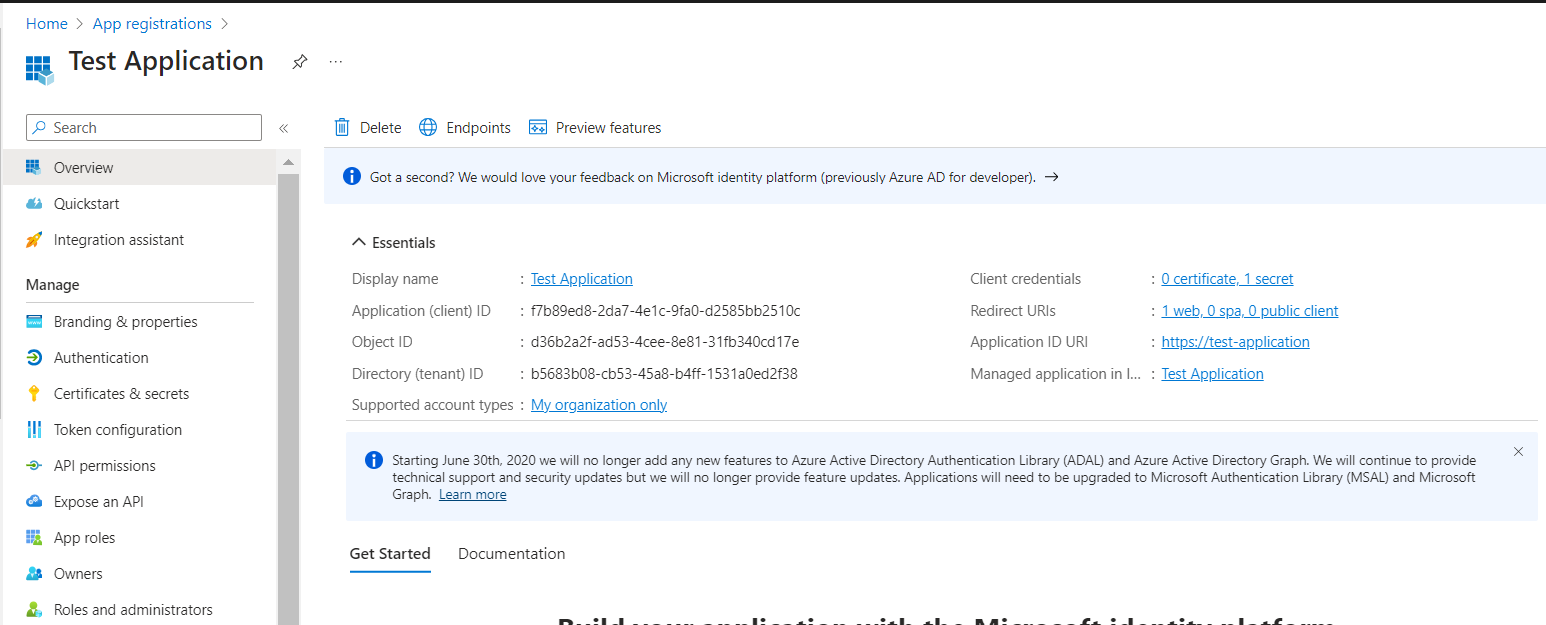 Home > App registrations >
Test Application ...
Search «
Delete Endpoints Preview features
Overview
Got a second? We would love your feedback on Microsoft identity platform (previously Azure AD for developer). →
Quickstart
Integration assistant
Essentials
Display name : Test Application
Application (client) ID : f7b89ed8-2da7-4e1c-9fa0-d2585bb2510c
Object ID : d36b2a2f-ad53-4cee-8e81-31fb340cd17e
Directory (tenant) ID : b5683b08-cb53-45a8-b4ff-1531a0ed2f38
Supported account types : My organization only
Client credentials : 0 certificate, 1 secret
Redirect URIs : 1 web, 0 spa, 0 public client
Application ID URI : https://test-application
Managed application in l... : Test Application
Manage
Branding & properties
Authentication
Certificates & secrets
Token configuration
API permissions
Expose an API
App roles
Owners
Roles and administrators
Starting June 30th, 2020 we will no longer add any new features to Azure Active Directory Authentication Library (ADAL) and Azure Active Directory Graph. We will continue to provide
technical support and security updates but we will no longer provide feature updates. Applications will need to be upgraded to Microsoft Authentication Library (MSAL) and Microsoft
Graph. Learn more
Get Started Documentation
Build your application with the Microsoft identity platform